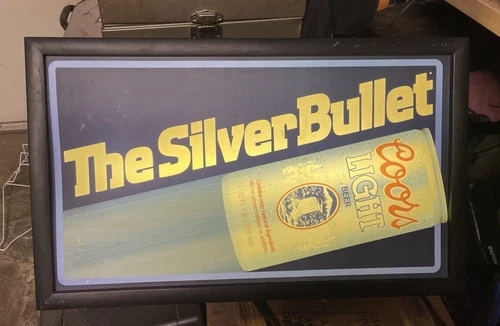 The Silver Bullet
Coors
LIGHT
BEER